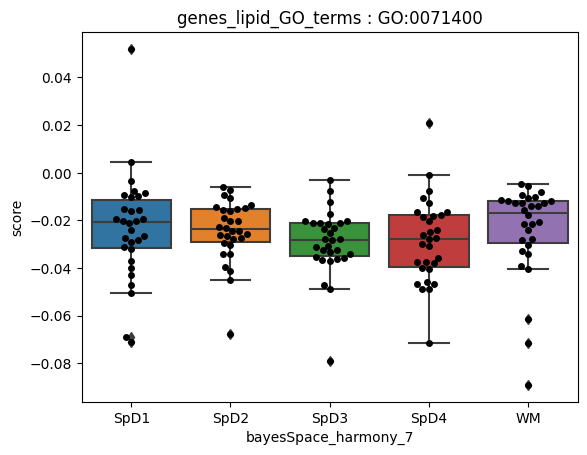 genes_lipid_GO_terms : GO:0071400
score
0.04
0.02
0.00
−0.02
−0.04
−0.06
−0.08
SpD1 SpD2 SpD3 SpD4 WM
bayesSpace_harmony_7